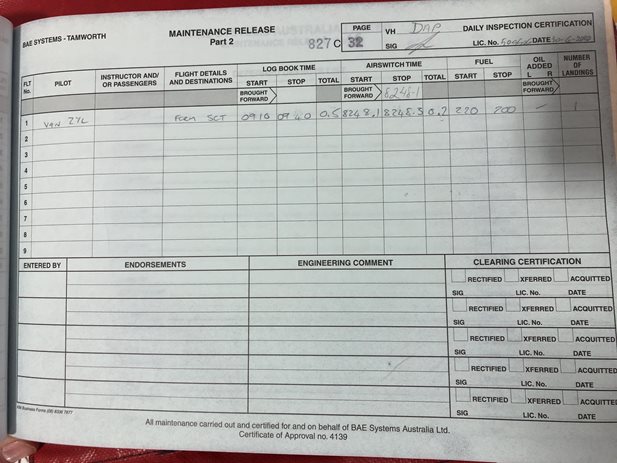 BAE SYSTEMS - TAMWORTH
MAINTENANCE RELEASE
Part 2
827 C
PAGE
32
VH DAP
DAILY INSPECTION CERTIFICATION
SIG
LIC. No.
DATE
FLT No.
PILOT
INSTRUCTOR AND/ OR PASSENGERS
FLIGHT DETAILS AND DESTINATIONS
LOG BOOK TIME
START STOP TOTAL
AIRSWITCH TIME
START STOP TOTAL
FUEL
START STOP
OIL ADDED
L R
NUMBER OF LANDINGS
BROUGHT FORWARD
BROUGHT FORWARD
8248.1
BROUGHT FORWARD
1 VAN ZYL FORM SCT 0910 0940 0.5 8248.1 8248.3 0.2 220 200 - 1
2
3
4
5
6
7
8
9
ENTERED BY ENDORSEMENTS ENGINEERING COMMENT CLEARING CERTIFICATION
RECTIFIED XFERRED ACQUITTED
SIG LIC. No. DATE
RECTIFIED XFERRED ACQUITTED
SIG LIC. No. DATE
RECTIFIED XFERRED ACQUITTED
SIG LIC. No. DATE
RECTIFIED XFERRED ACQUITTED
SIG LIC. No. DATE
RECTIFIED XFERRED ACQUITTED
SIG LIC. No. DATE
Business Forms (08) 8336 7877
All maintenance carried out and certified for and on behalf of BAE Systems Australia Ltd.
Certificate of Approval no. 4139